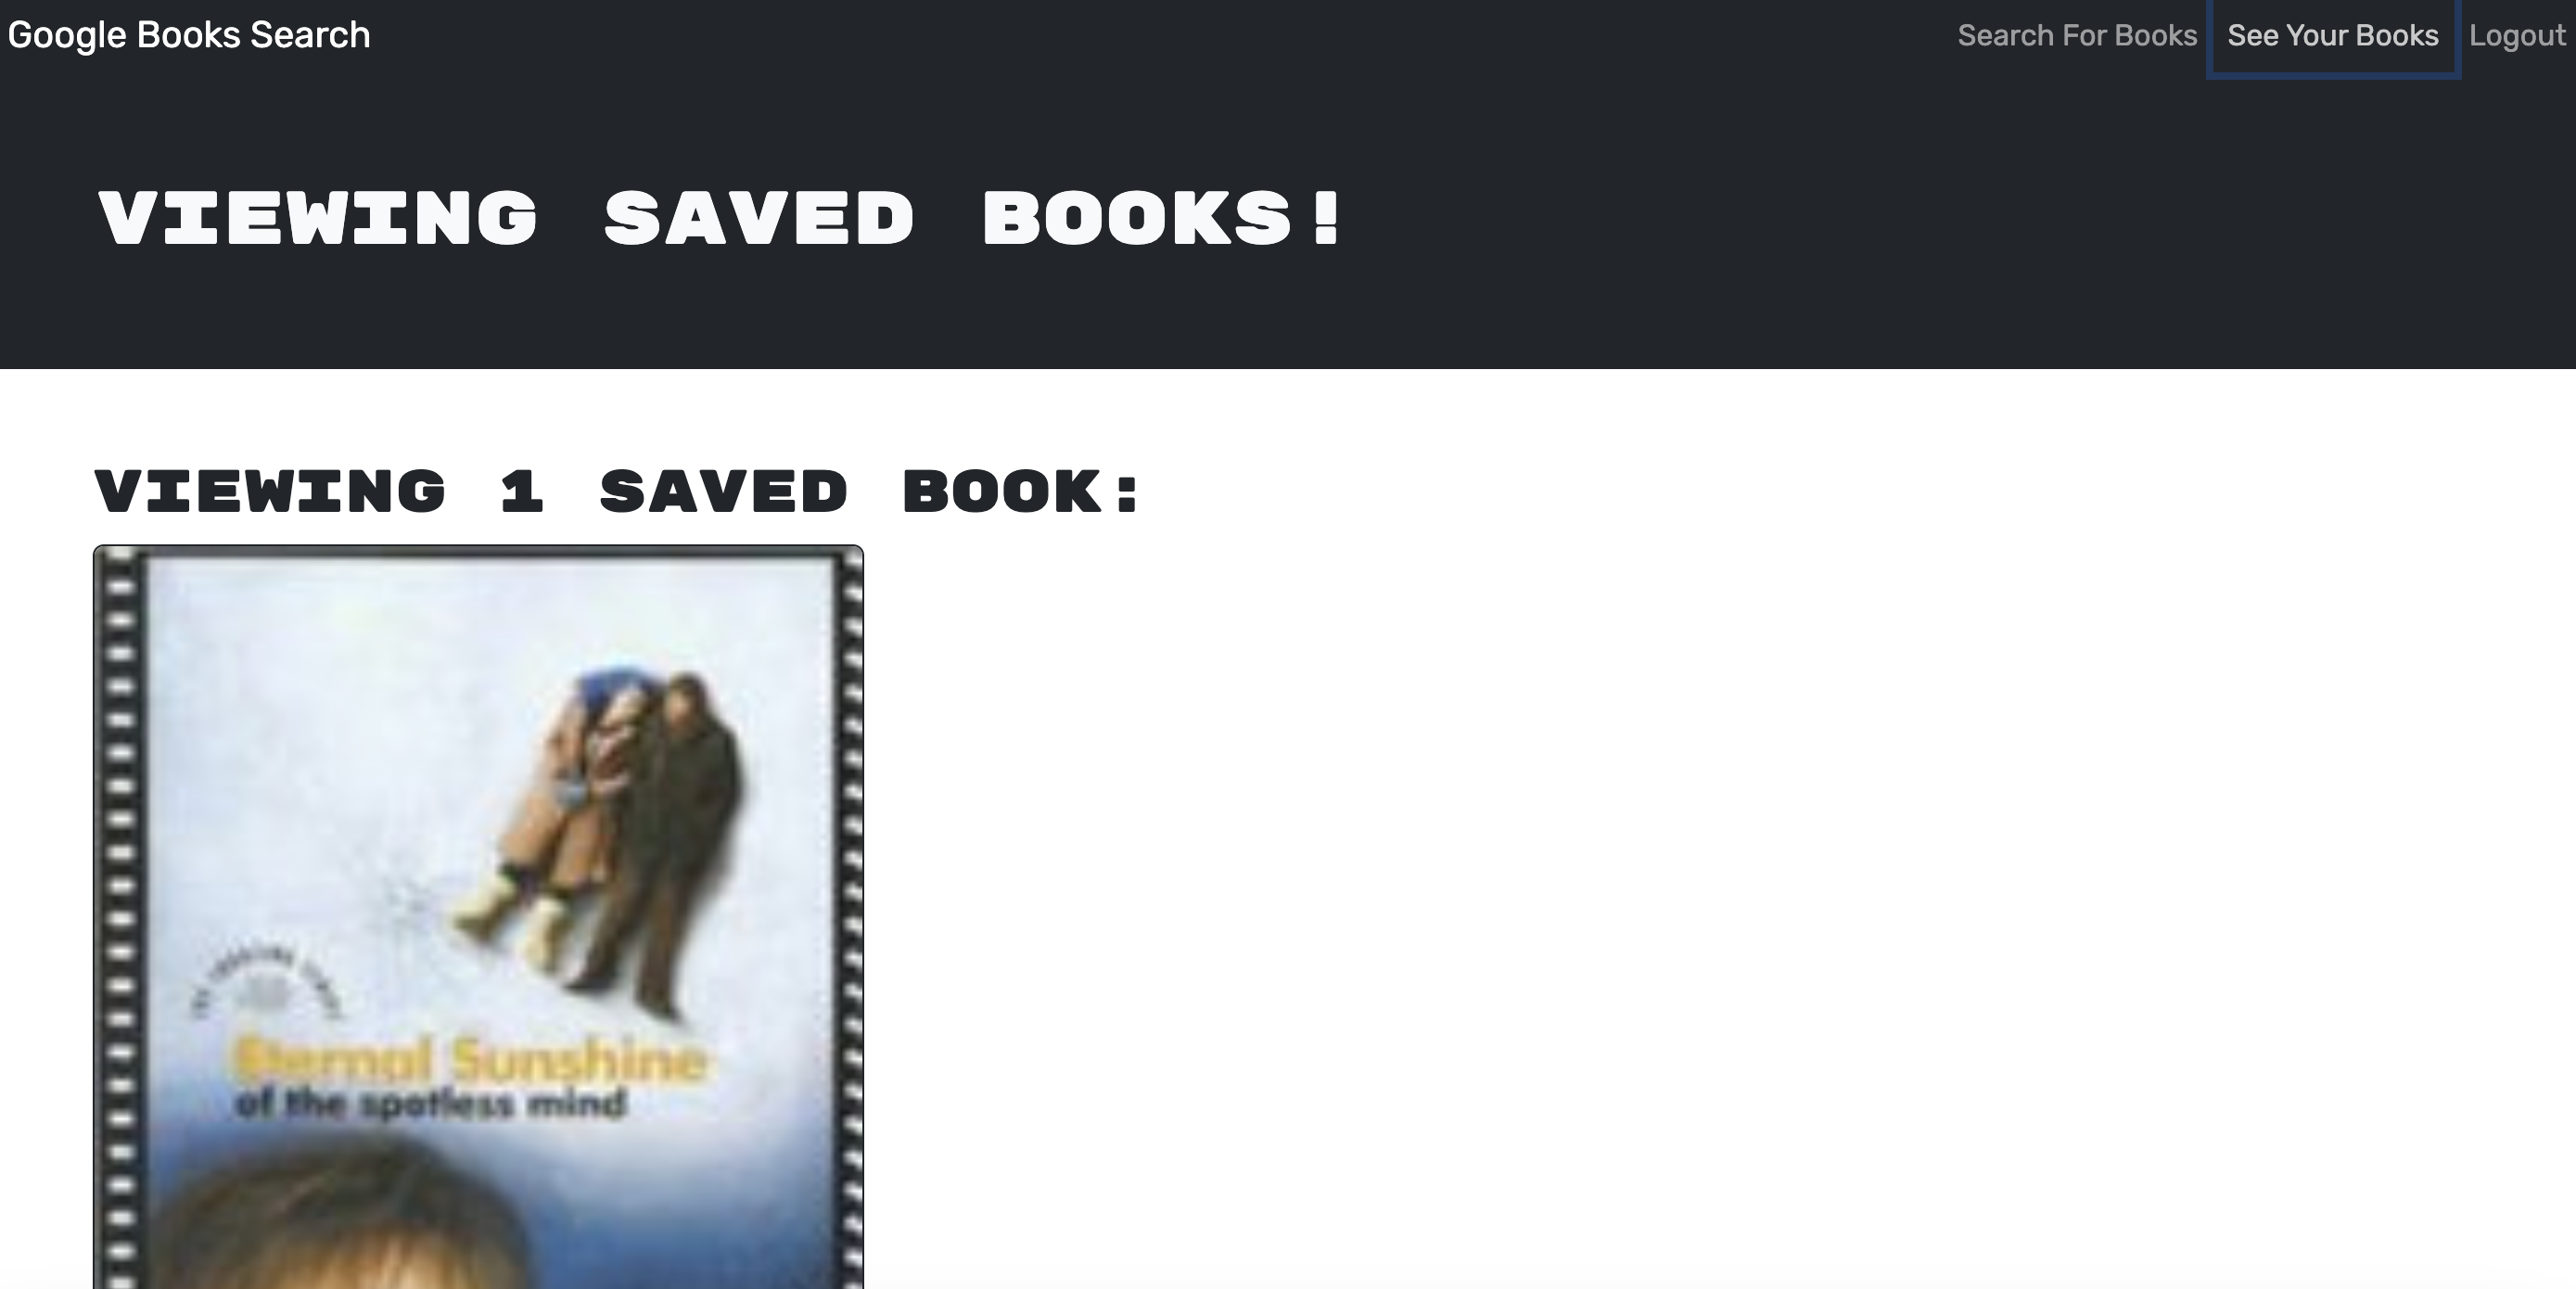 Google Books Search
Search For Books
See Your Books
Logout
VIEWING SAVED BOOKS!
VIEWING 1 SAVED BOOK:
Eternal Sunshine
of the spotless mind